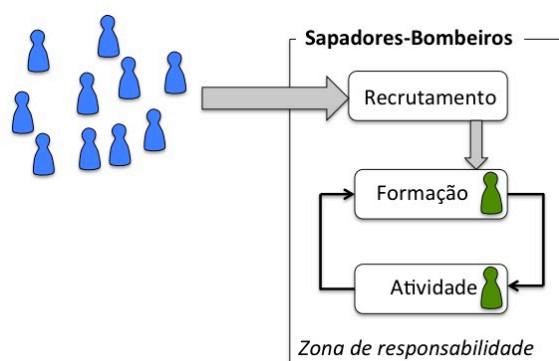 Sapadores-Bombeiros
Recrutamento
Formação
Atividade
Zona de responsabilidade